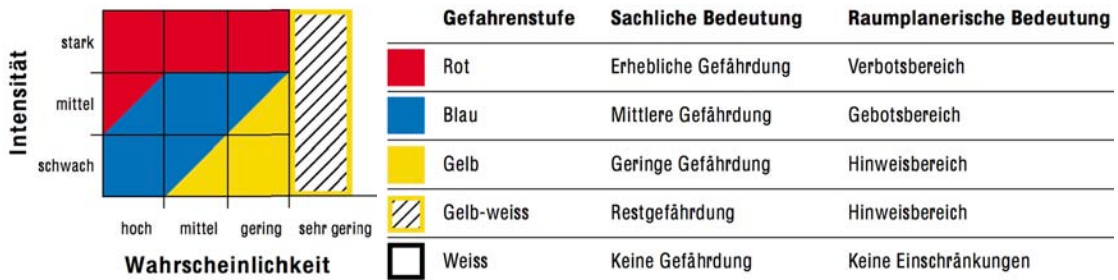 Intensität
stark
mittel
schwach
hoch mittel gering sehr gering
Wahrscheinlichkeit
Gefahrenstufe Sachliche Bedeutung Raumplanerische Bedeutung
Rot Erhebliche Gefährdung Verbotsbereich
Blau Mittlere Gefährdung Gebotsbereich
Gelb Geringe Gefährdung Hinweisbereich
Gelb-weiss Restgefährdung Hinweisbereich
Weiss Keine Gefährdung Keine Einschränkungen